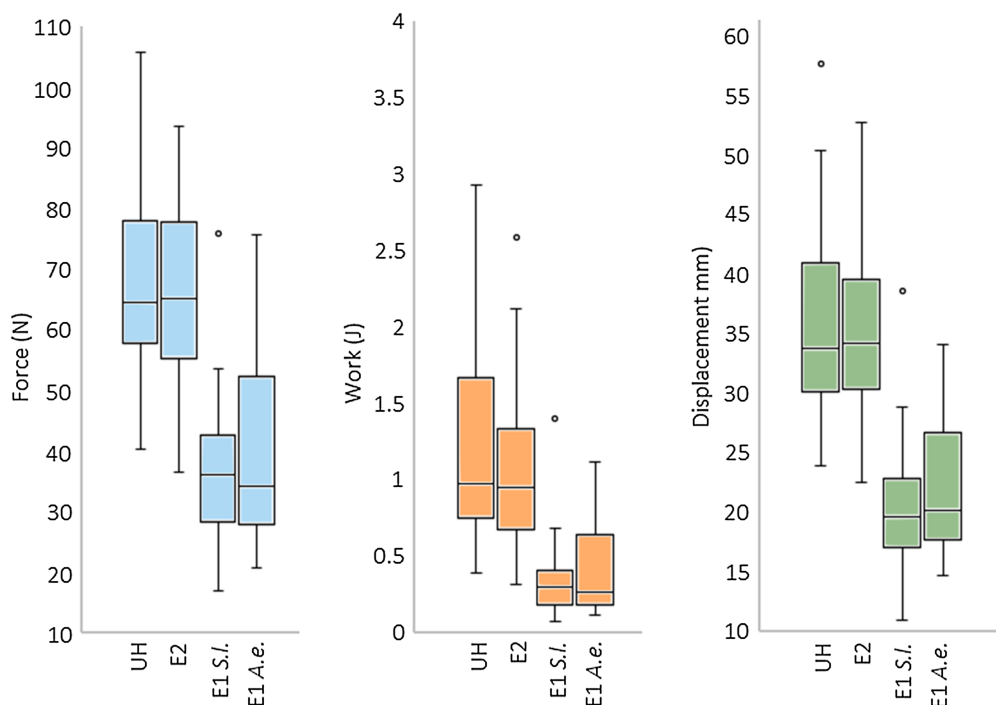 Force (N)
110
100
90
80
70
60
50
40
30
20
10
UH
E2
E1 S.l.
E1 A.e.
Work (J)
4
3.5
3
2.5
2
1.5
1
0.5
0
UH
E2
E1 S.l.
E1 A.e.
Displacement mm)
60
55
50
45
40
35
30
25
20
15
10
UH
E2
E1 S.l.
E1 A.e.